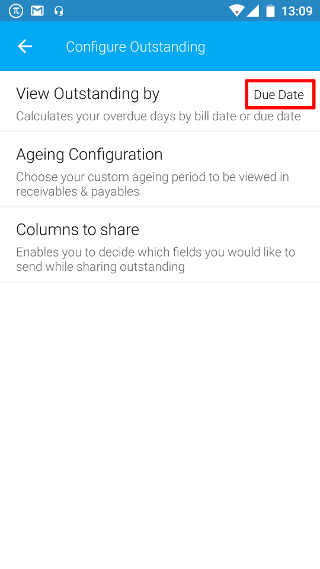 13:09
Configure Outstanding
View Outstanding by
Due Date
Calculates your overdue days by bill date or due date
Ageing Configuration
Choose your custom ageing period to be viewed in
receivables & payables
Columns to share
Enables you to decide which fields you would like to
send while sharing outstanding